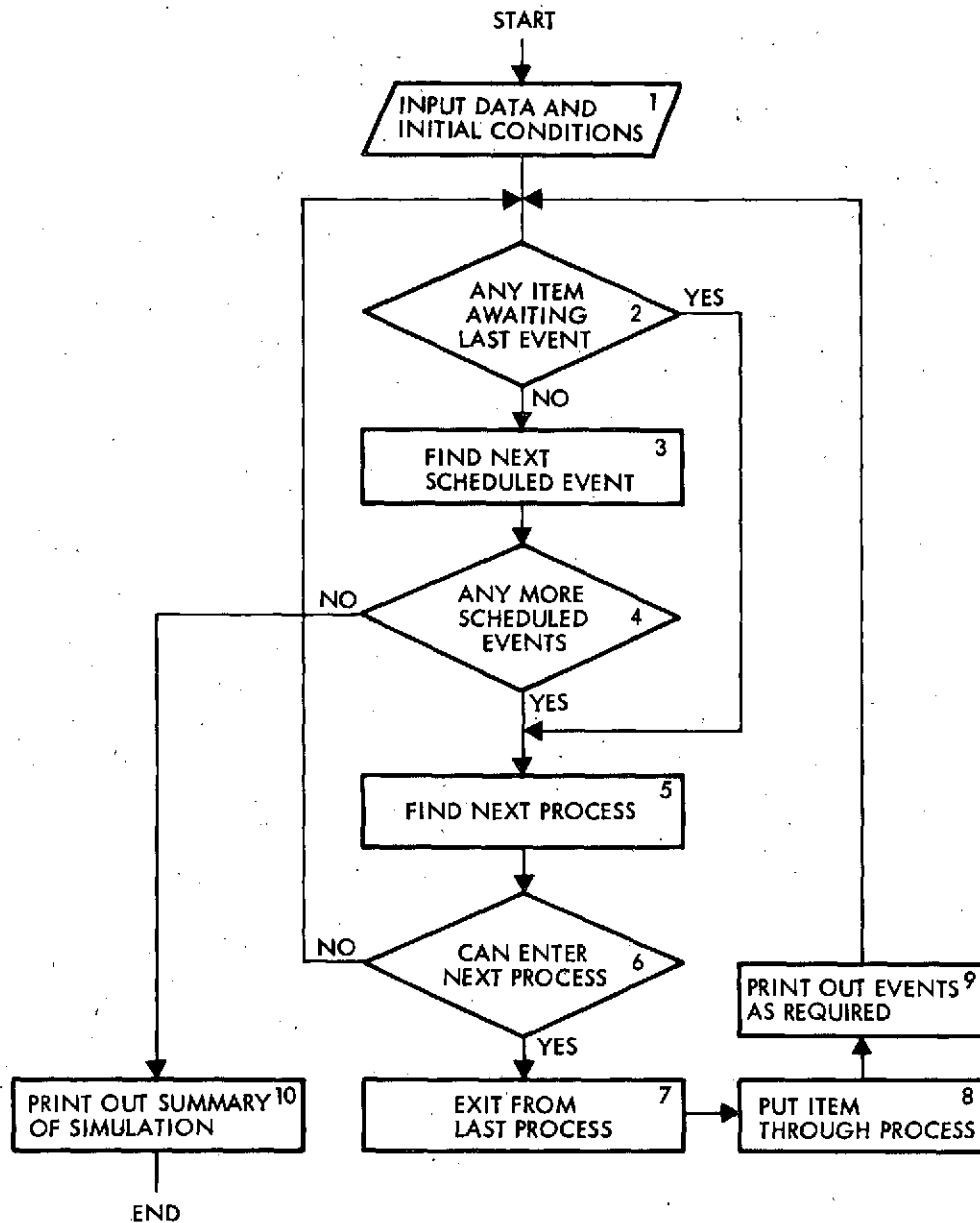 START
INPUT DATA AND 1
INITIAL CONDITIONS
ANY ITEM
AWAITING 2
LAST EVENT
YES
NO
FIND NEXT 3
SCHEDULED EVENT
ANY MORE
SCHEDULED 4
EVENTS
NO
YES
FIND NEXT PROCESS 5
CAN ENTER 6
NEXT PROCESS
NO
YES
EXIT FROM 7
LAST PROCESS
PUT ITEM 8
THROUGH PROCESS
PRINT OUT EVENTS 9
AS REQUIRED
PRINT OUT SUMMARY 10
OF SIMULATION
END